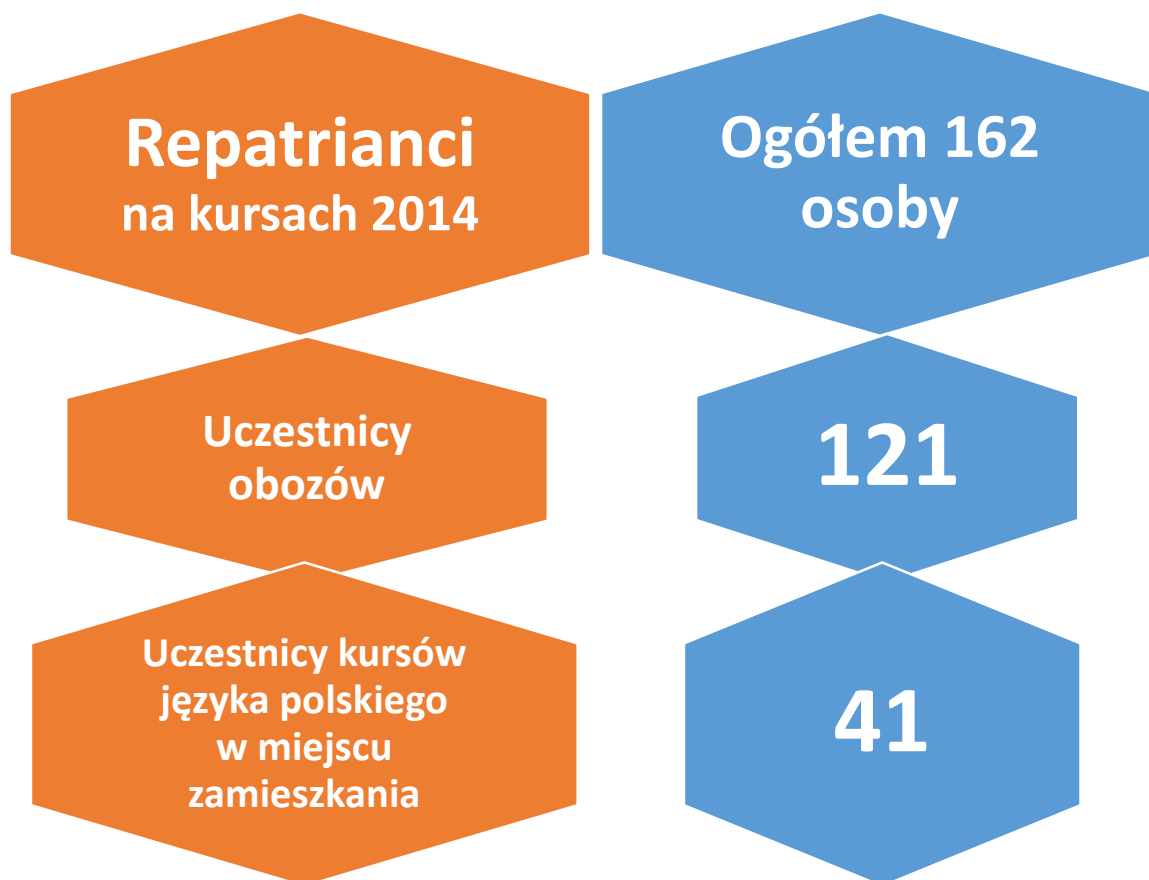 Repatrianci
na kursach 2014
Ogółem 162
osoby
Uczestnicy
obozów
121
Uczestnicy kursów
języka polskiego
w miejscu
zamieszkania
41